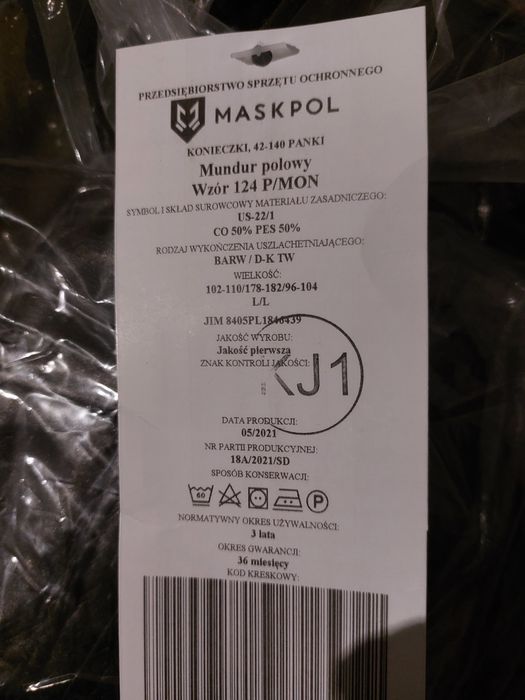 PRZEDSIĘBIORSTWO SPRZĘTU OCHRONNEGO
MASKPOL
KONIECZKI, 42-140 PANKI
Mundur polowy
Wzór 124 P/MON
SYMBOL I SKŁAD SUROWCOWY MATERIAŁU ZASADNICZEGO:
US-22/1
CO 50% PES 50%
RODZAJ WYKOŃCZENIA USZLACHETNIAJĄCEGO:
BARW / D-K TW
WIELKOŚĆ:
102-110/178-182/96-104
L/L
JIM 8405PL1846439
JAKOŚĆ WYROBU:
Jakość pierwsza
ZNAK KONTROLI JAKOŚCI:
KJ1
DATA PRODUKCJI:
05/2021
NR PARTII PRODUKCYJNEJ:
18A/2021/SD
SPOSÓB KONSERWACJI:
60
P
NORMATYWNY OKRES UŻYWALNOŚCI:
3 lata
OKRES GWARANCJI:
36 miesięcy
KOD KRESKOWY: